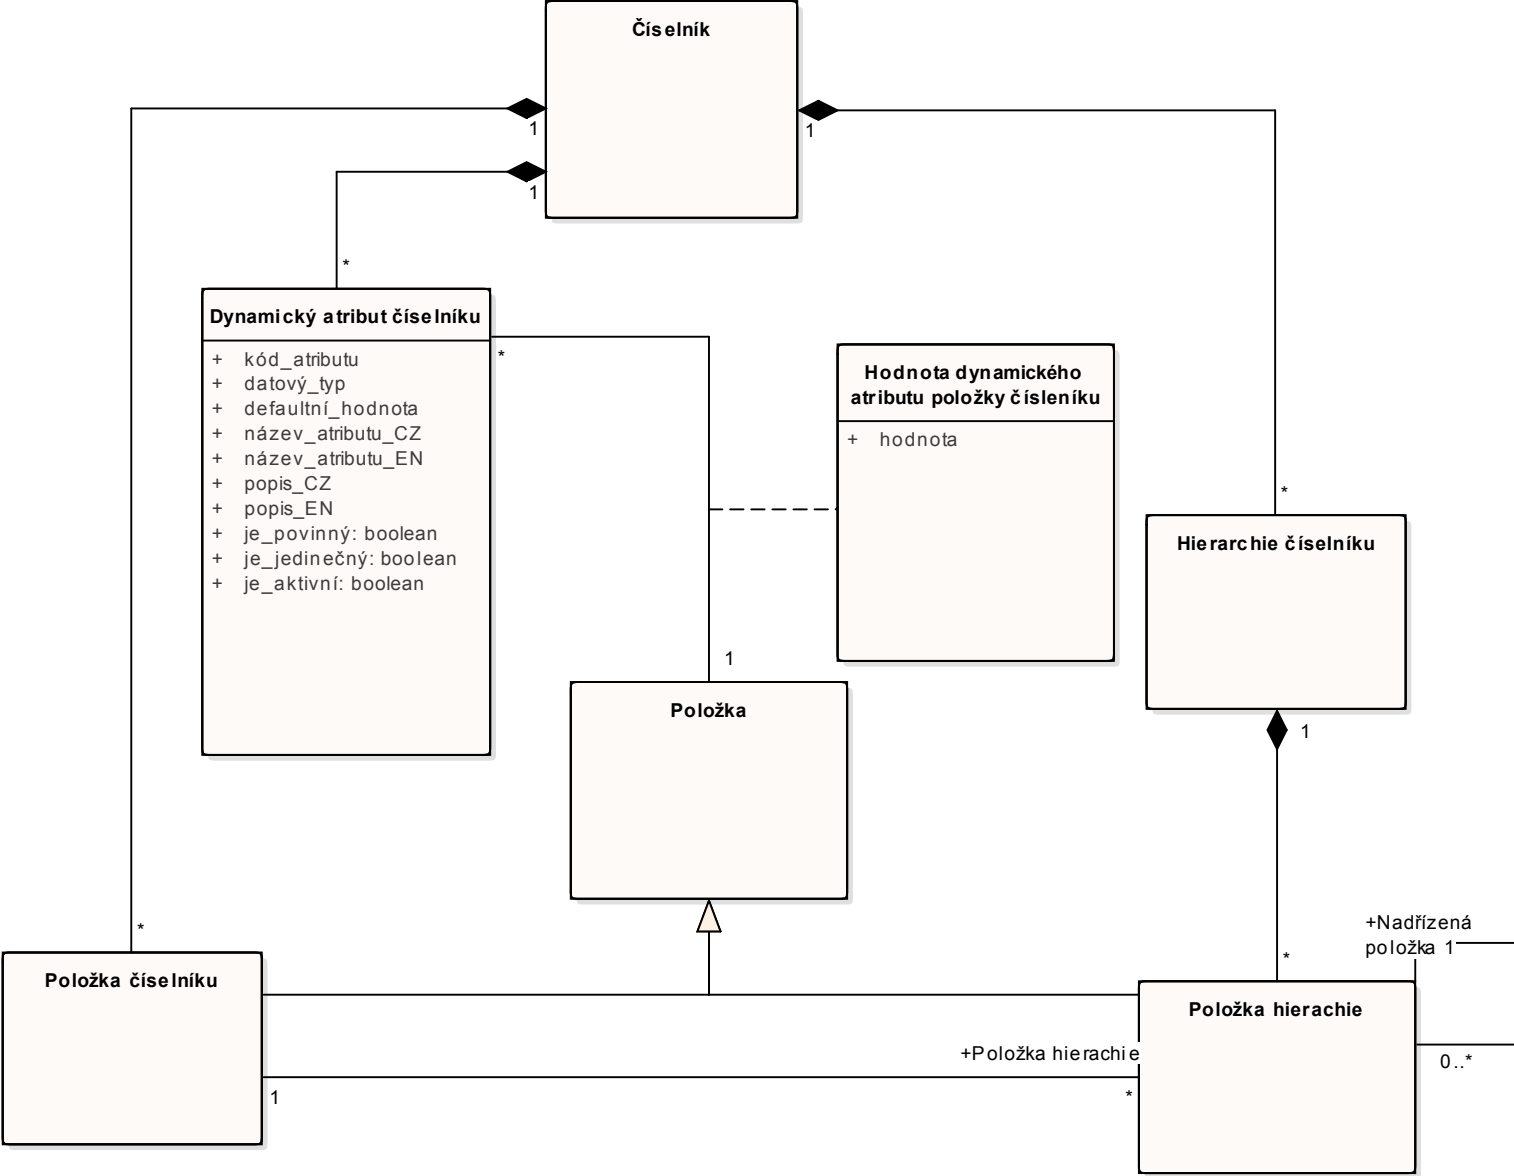 Číselník
1
1
1
*
Dynamický atribut číselníku
+ kód_atributu
+ datový_typ
+ defaultní_hodnota
+ název_atributu_CZ
+ název_atributu_EN
+ popis_CZ
+ popis_EN
+ je_povinný: boolean
+ je_jedinečný: boolean
+ je_aktivní: boolean
*
Hodnota dynamického
atributu položky čísleníku
+ hodnota
*
Hierarchie číselníku
1
1
Položka
*
+Nadřízená
položka 1
*
Položka číselníku
Položka hierachie
+Položka hierachie
0..*
1
*